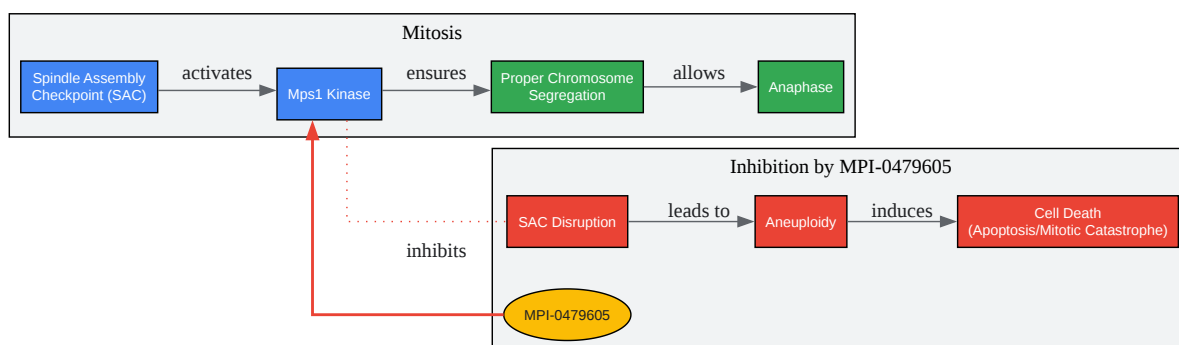 Mitosis
Spindle Assembly
Checkpoint (SAC)
activates
Mps1 Kinase
ensures
Proper Chromosome
Segregation
allows
Anaphase
Inhibition by MPI-0479605
SAC Disruption
leads to
Aneuploidy
induces
Cell Death
(Apoptosis/Mitotic Catastrophe)
inhibits
MPI-0479605